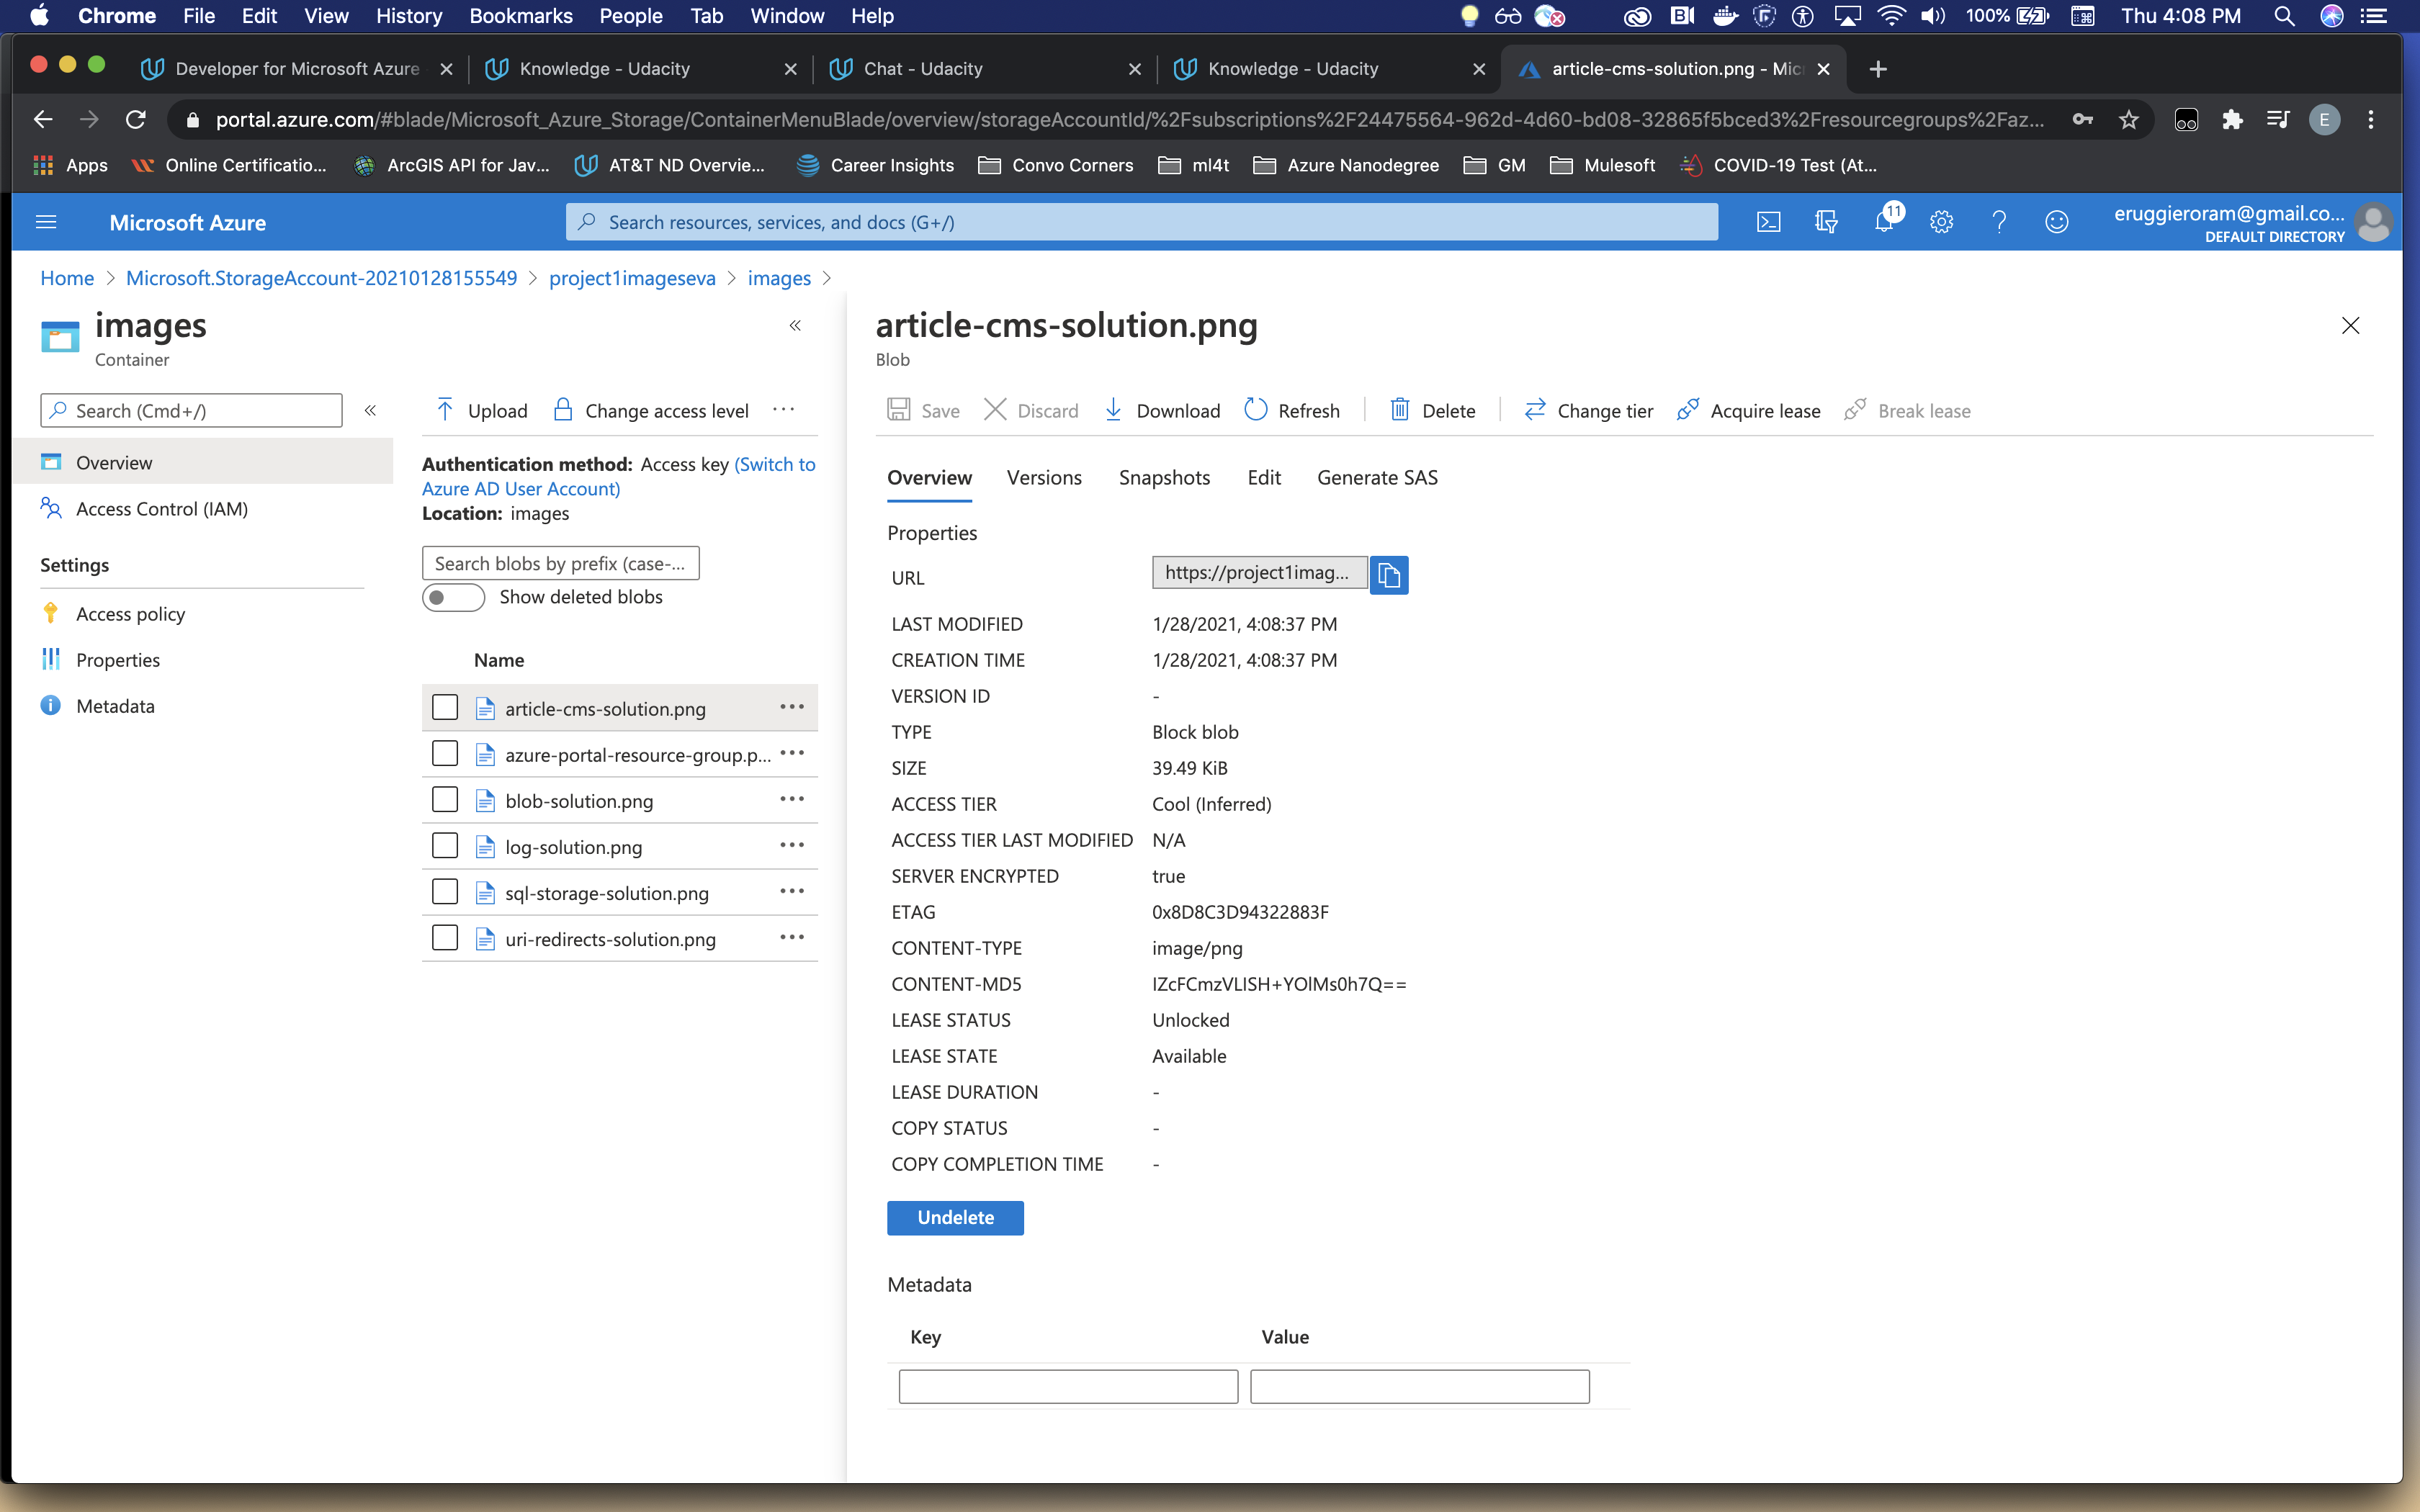 Chrome File Edit View History Bookmarks People Tab Window Help 100% Thu 4:08 PM
Developer for Microsoft Azure Knowledge - Udacity Chat - Udacity Knowledge - Udacity article-cms-solution.png - Mic
portal.azure.com/#blade/Microsoft_Azure_Storage/ContainerMenuBlade/overview/storageAccountId/%2Fsubscriptions%2F24475564-962d-4d60-bd08-32865f5bced3%2Fresourcegroups%2Faz... E
Apps Online Certificatio... ArcGIS API for Jav... AT&T ND Overvie... Career Insights Convo Corners ml4t Azure Nanodegree GM Mulesoft COVID-19 Test (At...
Microsoft Azure Search resources, services, and docs (G+/) 11 eruggieroram@gmail.co...
DEFAULT DIRECTORY
Home > Microsoft.StorageAccount-20210128155549 > project1imageseva > images >
images
Container
Search (Cmd+/)
Overview
Access Control (IAM)
Settings
Access policy
Properties
Metadata
Upload Change access level ...
Authentication method: Access key (Switch to
Azure AD User Account)
Location: images
Search blobs by prefix (case-...
Show deleted blobs
Name
article-cms-solution.png
azure-portal-resource-group.p...
blob-solution.png
log-solution.png
sql-storage-solution.png
uri-redirects-solution.png
article-cms-solution.png
Blob
Save Discard Download Refresh Delete Change tier Acquire lease Break lease
Overview Versions Snapshots Edit Generate SAS
Properties
URL https://project1imag...
LAST MODIFIED 1/28/2021, 4:08:37 PM
CREATION TIME 1/28/2021, 4:08:37 PM
VERSION ID -
TYPE Block blob
SIZE 39.49 KiB
ACCESS TIER Cool (Inferred)
ACCESS TIER LAST MODIFIED N/A
SERVER ENCRYPTED true
ETAG 0x8D8C3D94322883F
CONTENT-TYPE image/png
CONTENT-MD5 IZcFCmzVLISH+YOlMs0h7Q==
LEASE STATUS Unlocked
LEASE STATE Available
LEASE DURATION -
COPY STATUS -
COPY COMPLETION TIME -
Undelete
Metadata
Key Value